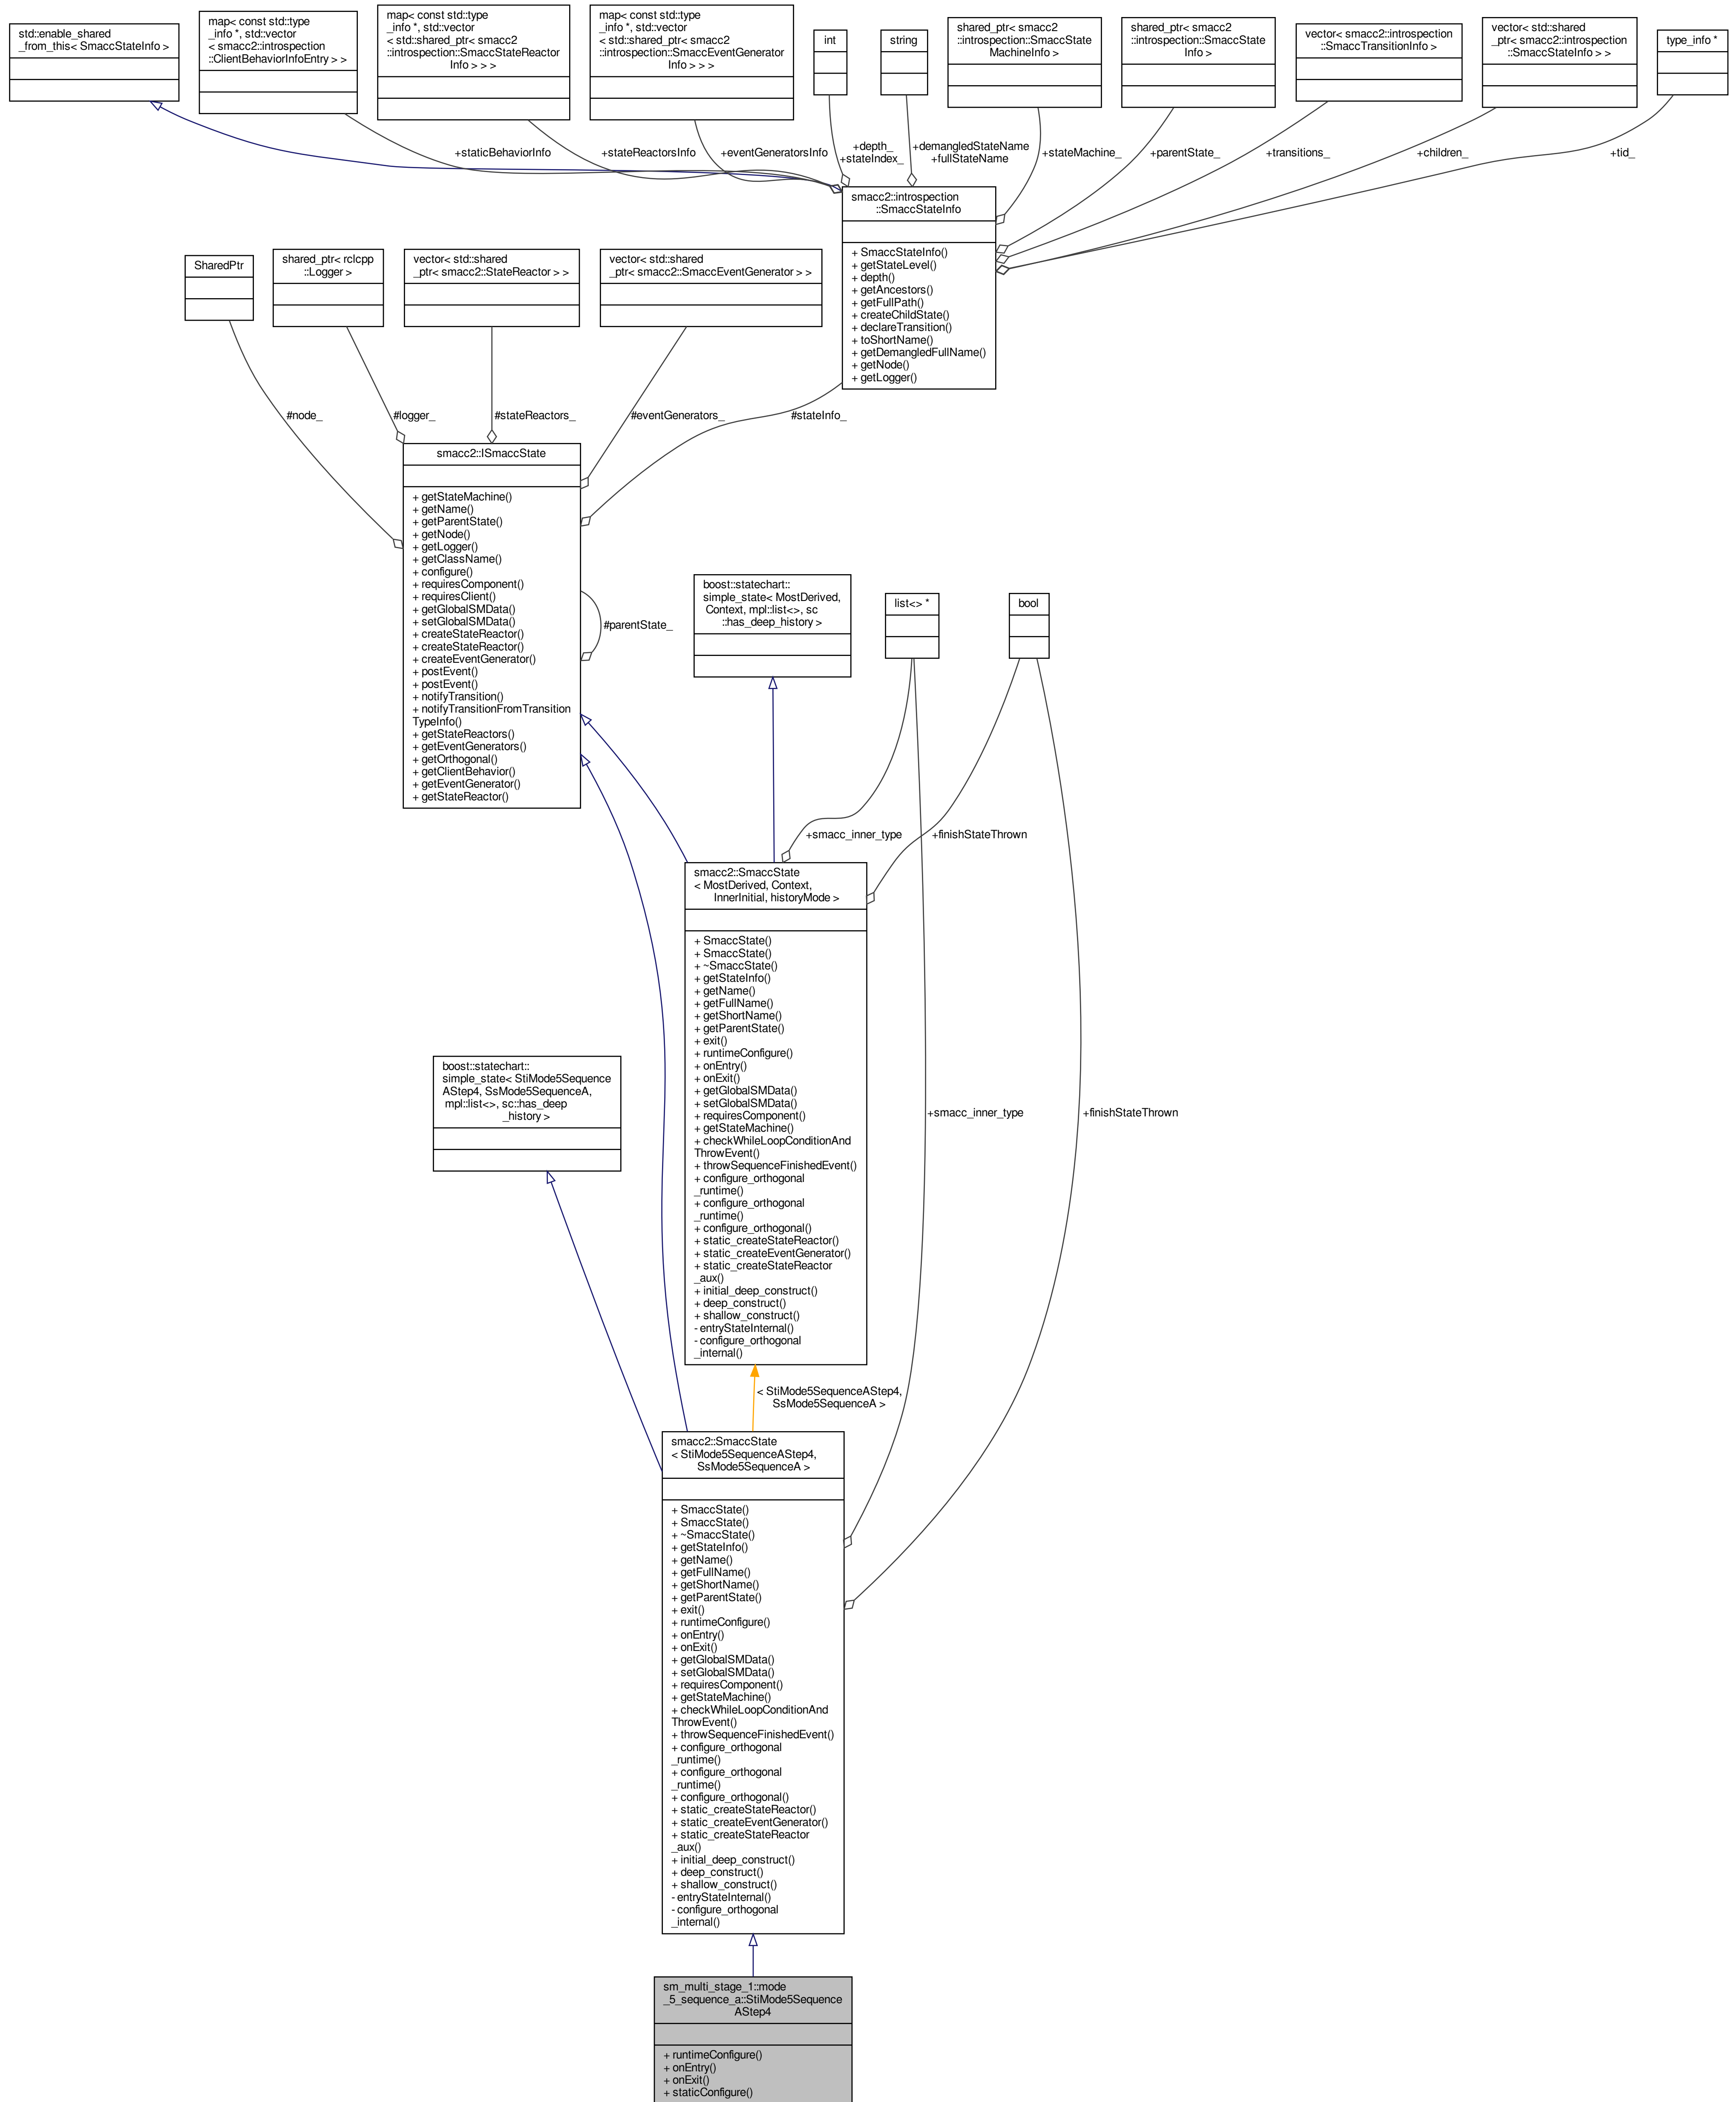 std::enable_shared
_from_this< SmaccStateInfo >
map< const std::type
_info *, std::vector
< smacc2::introspection
::ClientBehaviorInfoEntry > >
map< const std::type
_info *, std::vector
< std::shared_ptr< smacc2
::introspection::SmaccStateReactor
Info > > >
map< const std::type
_info *, std::vector
< std::shared_ptr< smacc2
::introspection::SmaccEventGenerator
Info > > >
int
string
shared_ptr< smacc2
::introspection::SmaccState
MachineInfo >
shared_ptr< smacc2
::introspection::SmaccState
Info >
vector< smacc2::introspection
::SmaccTransitionInfo >
vector< std::shared
_ptr< smacc2::introspection
::SmaccStateInfo > >
type_info *
+staticBehaviorInfo
+stateReactorsInfo
+eventGeneratorsInfo
+depth_
+stateIndex_
+demangledStateName
+fullStateName
+stateMachine_
+parentState_
+transitions_
+children_
+tid_
smacc2::introspection
::SmaccStateInfo
+ SmaccStateInfo()
+ getStateLevel()
+ depth()
+ getAncestors()
+ getFullPath()
+ createChildState()
+ declareTransition()
+ toShortName()
+ getDemangledFullName()
+ getNode()
+ getLogger()
SharedPtr
shared_ptr< rclcpp
::Logger >
vector< std::shared
_ptr< smacc2::StateReactor > >
vector< std::shared
_ptr< smacc2::SmaccEventGenerator > >
#node_
#logger_
#stateReactors_
#eventGenerators_
#stateInfo_
smacc2::ISmaccState
+ getStateMachine()
+ getName()
+ getParentState()
+ getNode()
+ getLogger()
+ getClassName()
+ configure()
+ requiresComponent()
+ requiresClient()
+ getGlobalSMData()
+ setGlobalSMData()
+ createStateReactor()
+ createStateReactor()
+ createEventGenerator()
+ postEvent()
+ postEvent()
+ notifyTransition()
+ notifyTransitionFromTransition
TypeInfo()
+ getStateReactors()
+ getEventGenerators()
+ getOrthogonal()
+ getClientBehavior()
+ getEventGenerator()
+ getStateReactor()
#parentState_
boost::statechart::
simple_state< MostDerived,
Context, mpl::list<>, sc
::has_deep_history >
list<> *
bool
+smacc_inner_type
+finishStateThrown
smacc2::SmaccState
< MostDerived, Context,
InnerInitial, historyMode >
+ SmaccState()
+ SmaccState()
+ ~SmaccState()
+ getStateInfo()
+ getName()
+ getFullName()
+ getShortName()
+ getParentState()
+ exit()
+ runtimeConfigure()
+ onEntry()
+ onExit()
+ getGlobalSMData()
+ setGlobalSMData()
+ requiresComponent()
+ getStateMachine()
+ checkWhileLoopConditionAnd
ThrowEvent()
+ throwSequenceFinishedEvent()
+ configure_orthogonal
_runtime()
+ configure_orthogonal
_runtime()
+ configure_orthogonal()
+ static_createStateReactor()
+ static_createEventGenerator()
+ static_createStateReactor
_aux()
+ initial_deep_construct()
+ deep_construct()
+ shallow_construct()
- entryStateInternal()
- configure_orthogonal
_internal()
boost::statechart::
simple_state< StiMode5Sequence
AStep4, SsMode5SequenceA,
mpl::list<>, sc::has_deep
_history >
+smacc_inner_type
+finishStateThrown
< StiMode5SequenceAStep4,
SsMode5SequenceA >
smacc2::SmaccState
< StiMode5SequenceAStep4,
SsMode5SequenceA >
+ SmaccState()
+ SmaccState()
+ ~SmaccState()
+ getStateInfo()
+ getName()
+ getFullName()
+ getShortName()
+ getParentState()
+ exit()
+ runtimeConfigure()
+ onEntry()
+ onExit()
+ getGlobalSMData()
+ setGlobalSMData()
+ requiresComponent()
+ getStateMachine()
+ checkWhileLoopConditionAnd
ThrowEvent()
+ throwSequenceFinishedEvent()
+ configure_orthogonal
_runtime()
+ configure_orthogonal
_runtime()
+ configure_orthogonal()
+ static_createStateReactor()
+ static_createEventGenerator()
+ static_createStateReactor
_aux()
+ initial_deep_construct()
+ deep_construct()
+ shallow_construct()
- entryStateInternal()
- configure_orthogonal
_internal()
sm_multi_stage_1::mode
_5_sequence_a::StiMode5Sequence
AStep4
+ runtimeConfigure()
+ onEntry()
+ onExit()
+ staticConfigure()